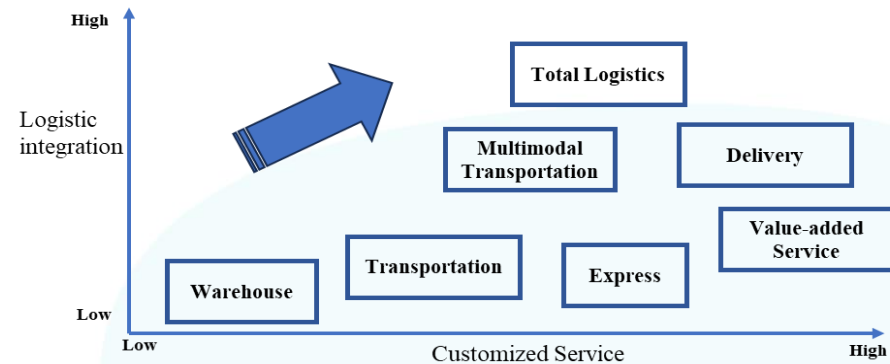 High
Total Logistics
Logistic
integration
Multimodal
Transportation
Delivery
Value-added
Service
Transportation
Express
Warehouse
Low
Low
Customized Service
High